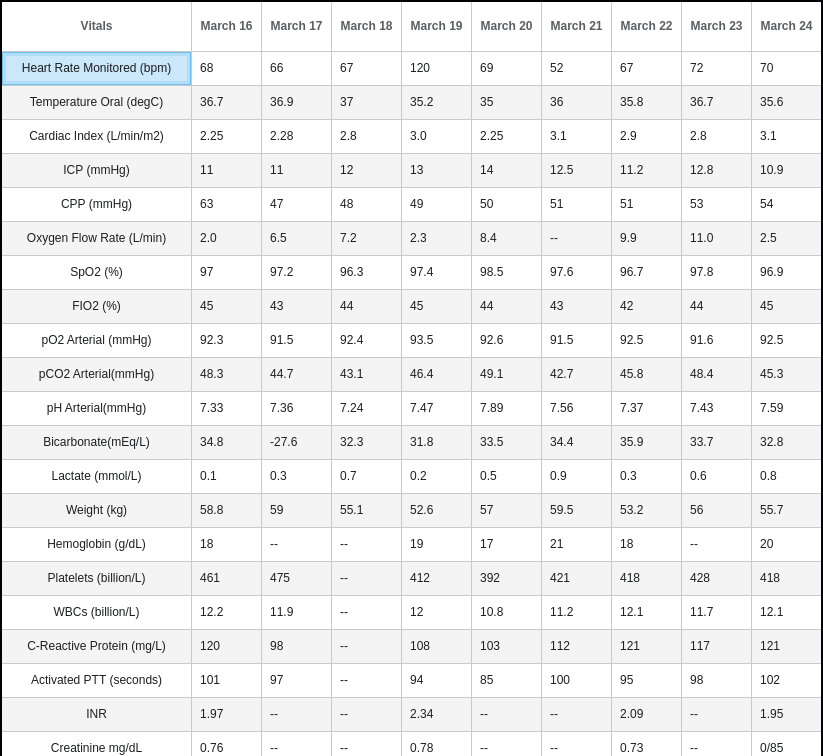 Vitals March 16 March 17 March 18 March 19 March 20 March 21 March 22 March 23 March 24
Heart Rate Monitored (bpm) 68 66 67 120 69 52 67 72 70
Temperature Oral (degC) 36.7 36.9 37 35.2 35 36 35.8 36.7 35.6
Cardiac Index (L/min/m2) 2.25 2.28 2.8 3.0 2.25 3.1 2.9 2.8 3.1
ICP (mmHg) 11 11 12 13 14 12.5 11.2 12.8 10.9
CPP (mmHg) 63 47 48 49 50 51 51 53 54
Oxygen Flow Rate (L/min) 2.0 6.5 7.2 2.3 8.4 -- 9.9 11.0 2.5
SpO2 (%) 97 97.2 96.3 97.4 98.5 97.6 96.7 97.8 96.9
FIO2 (%) 45 43 44 45 44 43 42 44 45
pO2 Arterial (mmHg) 92.3 91.5 92.4 93.5 92.6 91.5 92.5 91.6 92.5
pCO2 Arterial(mmHg) 48.3 44.7 43.1 46.4 49.1 42.7 45.8 48.4 45.3
pH Arterial(mmHg) 7.33 7.36 7.24 7.47 7.89 7.56 7.37 7.43 7.59
Bicarbonate(mEq/L) 34.8 -27.6 32.3 31.8 33.5 34.4 35.9 33.7 32.8
Lactate (mmol/L) 0.1 0.3 0.7 0.2 0.5 0.9 0.3 0.6 0.8
Weight (kg) 58.8 59 55.1 52.6 57 59.5 53.2 56 55.7
Hemoglobin (g/dL) 18 -- -- 19 17 21 18 -- 20
Platelets (billion/L) 461 475 -- 412 392 421 418 428 418
WBCs (billion/L) 12.2 11.9 -- 12 10.8 11.2 12.1 11.7 12.1
C-Reactive Protein (mg/L) 120 98 -- 108 103 112 121 117 121
Activated PTT (seconds) 101 97 -- 94 85 100 95 98 102
INR 1.97 -- -- 2.34 -- -- 2.09 -- 1.95
Creatinine mg/dL 0.76 -- -- 0.78 -- -- 0.73 -- 0/85